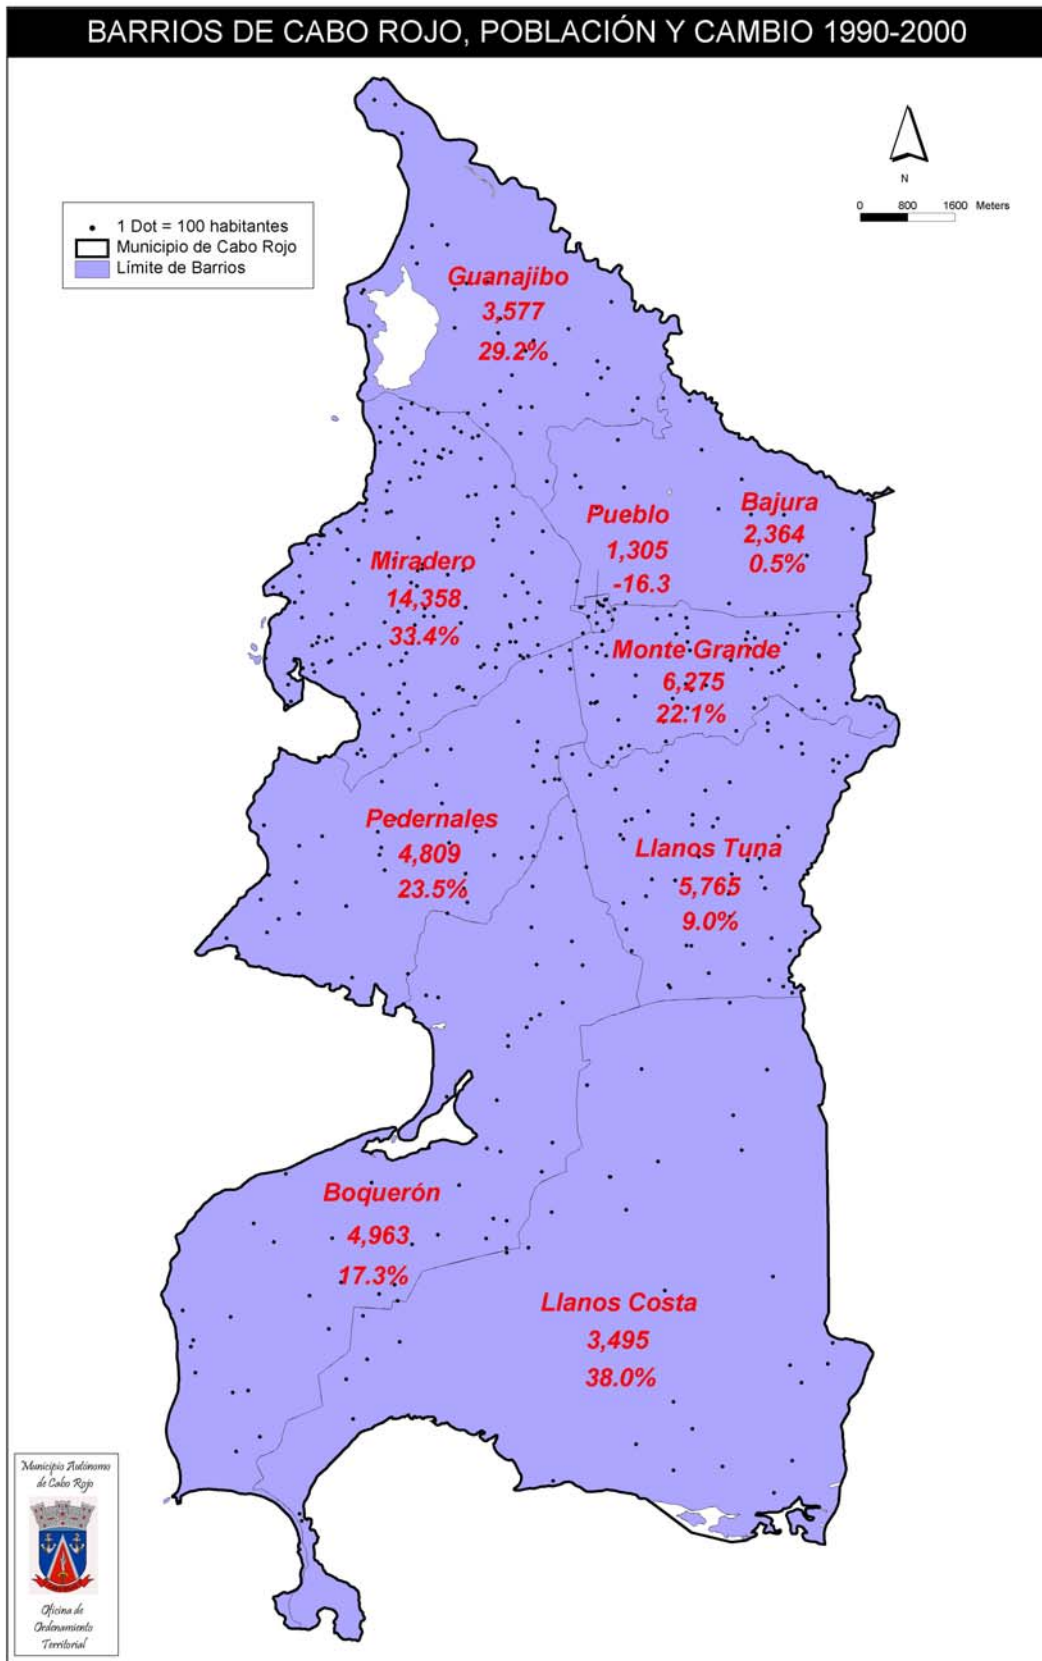 BARRIOS DE CABO ROJO, POBLACIÓN Y CAMBIO 1990-2000
N
0 800 1600 Meters
1 Dot = 100 habitantes
Municipio de Cabo Rojo
Límite de Barrios
Guanajibo
3,577
29.2%
Pueblo
1,305
-16.3
Bajura
2,364
0.5%
Miradero
14,358
33.4%
Monte Grande
6,275
22.1%
Pedernales
4,809
23.5%
Llanos Tuna
5,765
9.0%
Boquerón
4,963
17.3%
Llanos Costa
3,495
38.0%
Municipio Autónomo
de Cabo Rojo
Oficina de
Ordenamiento
Territorial